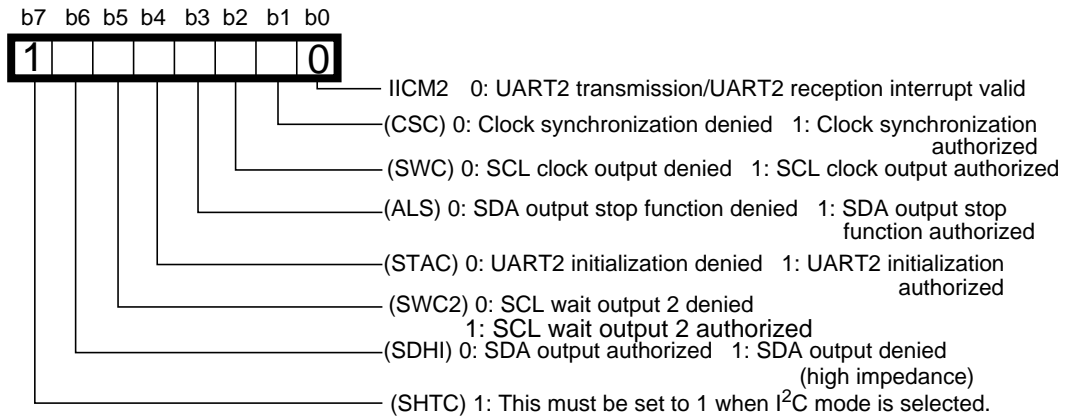 b7 b6 b5 b4 b3 b2 b1 b0
1 0
IICM2 0: UART2 transmission/UART2 reception interrupt valid
(CSC) 0: Clock synchronization denied 1: Clock synchronization
authorized
(SWC) 0: SCL clock output denied 1: SCL clock output authorized
(ALS) 0: SDA output stop function denied 1: SDA output stop
function authorized
(STAC) 0: UART2 initialization denied 1: UART2 initialization
authorized
(SWC2) 0: SCL wait output 2 denied
1: SCL wait output 2 authorized
(SDHI) 0: SDA output authorized 1: SDA output denied
(high impedance)
(SHTC) 1: This must be set to 1 when I²C mode is selected.